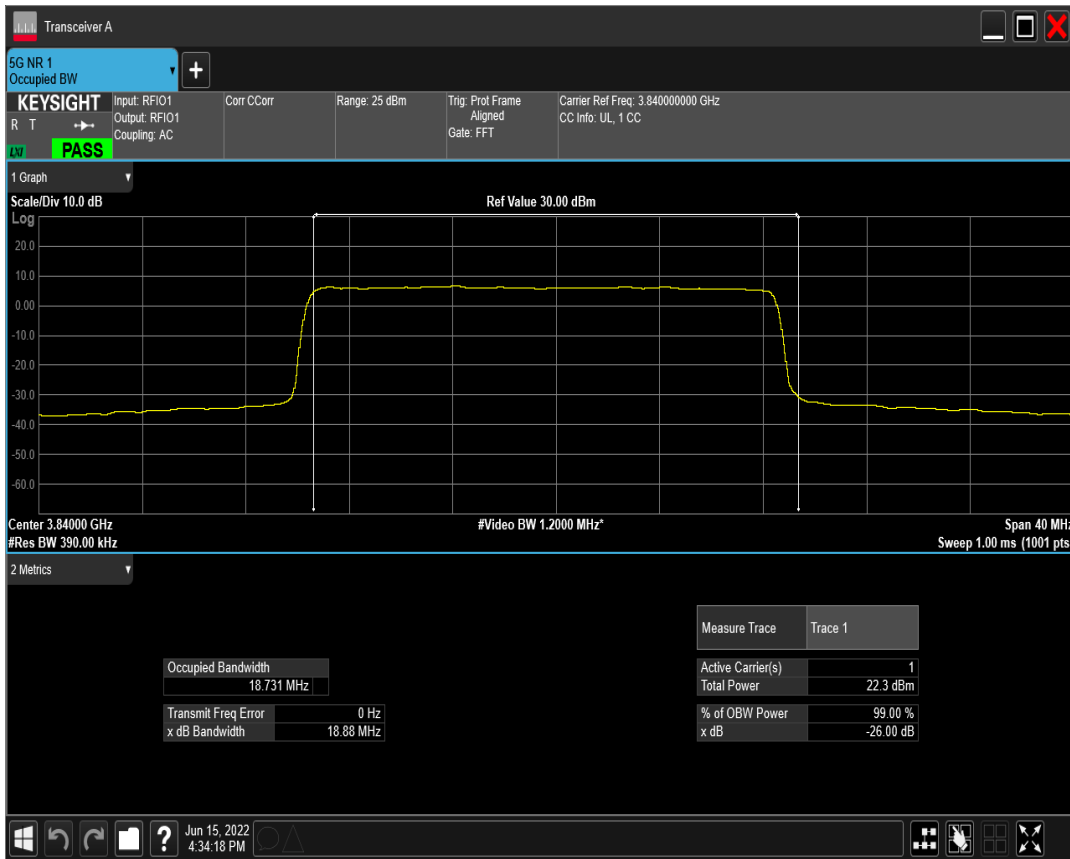 Transceiver A
5G NR 1
Occupied BW
KEYSIGHT
R T
LXI
PASS
Input: RFIO1
Output: RFIO1
Coupling: AC
Corr CCorr
Range: 25 dBm
Trig: Prot Frame
Aligned
Gate: FFT
Carrier Ref Freq: 3.840000000 GHz
CC Info: UL, 1 CC
1 Graph
Scale/Div 10.0 dB
Ref Value 30.00 dBm
Log
20.0
10.0
0.00
-10.0
-20.0
-30.0
-40.0
-50.0
-60.0
Center 3.84000 GHz
#Video BW 1.2000 MHz*
Span 40 MHz
#Res BW 390.00 kHz
Sweep 1.00 ms (1001 pts
2 Metrics
Measure Trace Trace 1
Occupied Bandwidth
18.731 MHz
Active Carrier(s) 1
Total Power 22.3 dBm
Transmit Freq Error 0 Hz
x dB Bandwidth 18.88 MHz
% of OBW Power 99.00 %
x dB -26.00 dB
?
Jun 15, 2022
4:34:18 PM